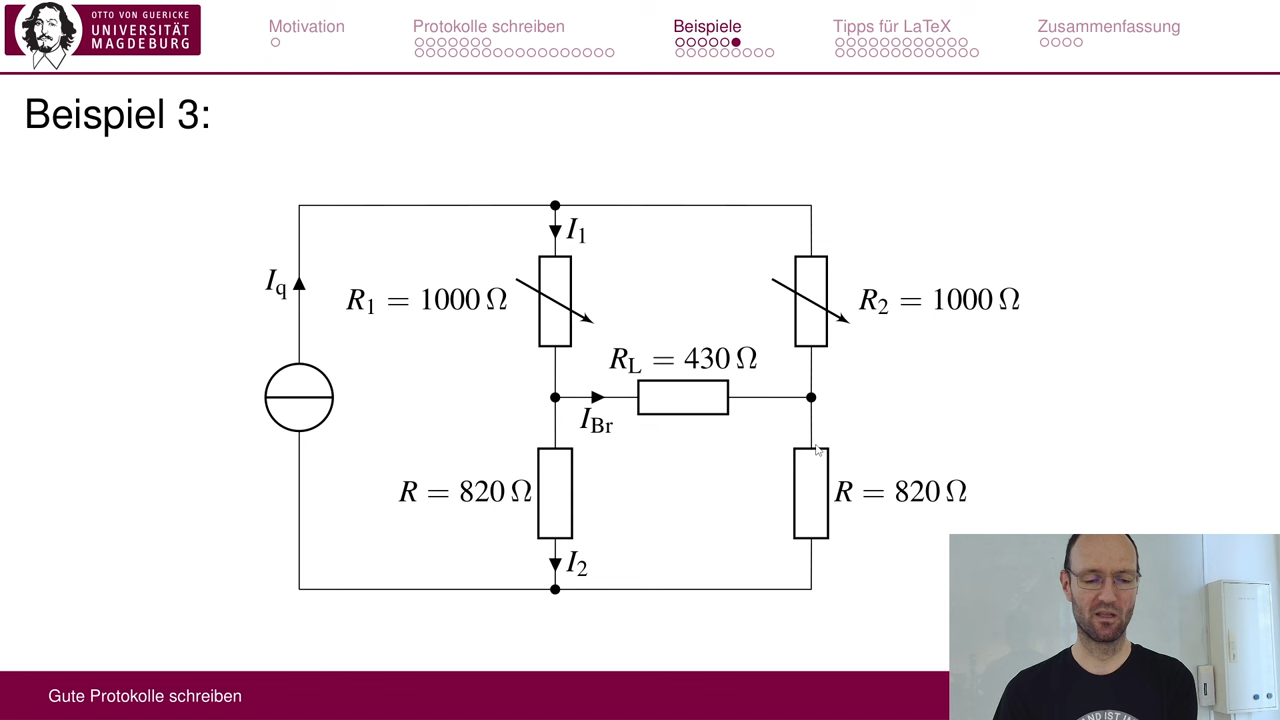 OTTO VON GUERICKE
UNIVERSITÄT
MAGDEBURG
Motivation
Protokolle schreiben
Beispiele
Tipps für LaTeX
Zusammenfassung
Beispiel 3:
I1
Iq
R1 = 1000 Ω
R2 = 1000 Ω
RL = 430 Ω
IBr
R = 820 Ω
R = 820 Ω
I2
Gute Protokolle schreiben